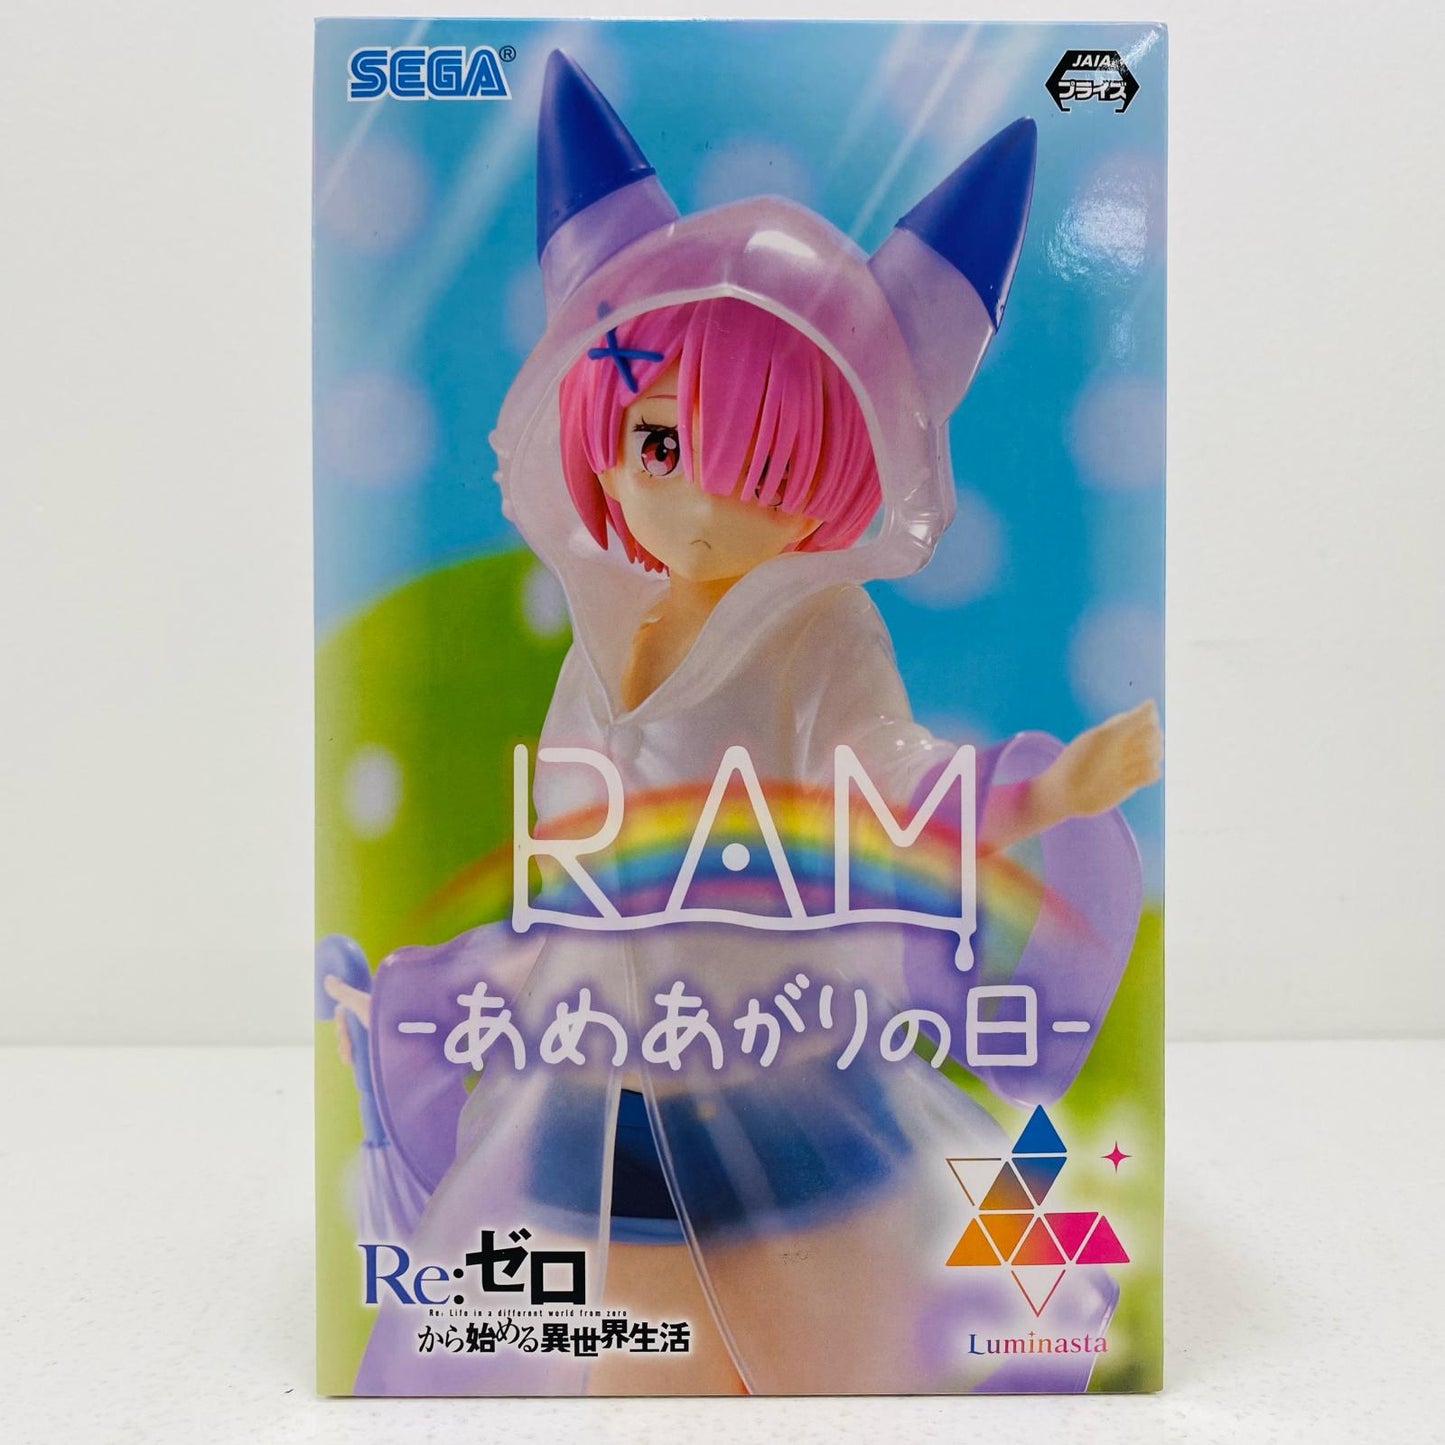 SEGA®
JAIA
プライズ
RAM
-あめあがりの日-
Re:ゼロ
Re: Life in a different world from zero
から始める異世界生活
Luminasta